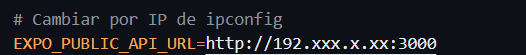 # Cambiar por IP de ipconfig
EXPO_PUBLIC_API_URL=http://192.xxx.x.xx:3000